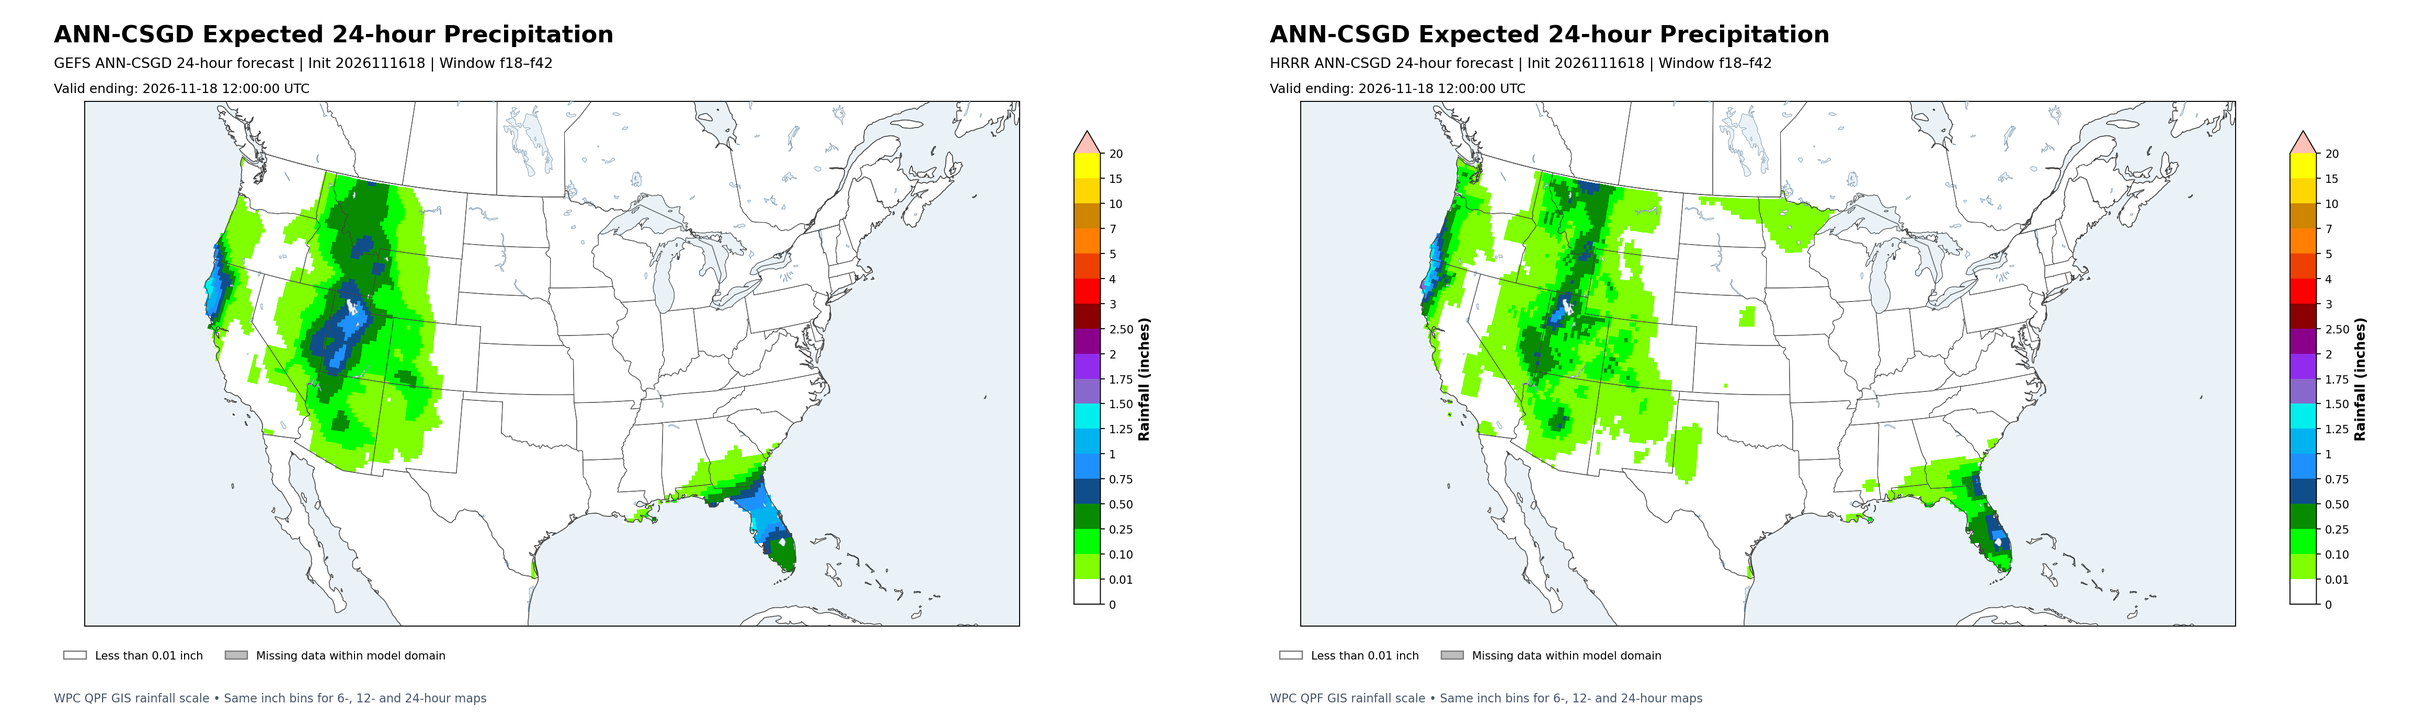 ANN-CSGD Expected 24-hour Precipitation
GEFS ANN-CSGD 24-hour forecast | Init 2026111618 | Window f18–f42
Valid ending: 2026-11-18 12:00:00 UTC
20
15
10
7
5
4
3
2.50
2
1.75
1.50
1.25
1
0.75
0.50
0.25
0.10
0.01
0
Rainfall (inches)
Less than 0.01 inch
Missing data within model domain
WPC QPF GIS rainfall scale • Same inch bins for 6-, 12- and 24-hour maps
ANN-CSGD Expected 24-hour Precipitation
HRRR ANN-CSGD 24-hour forecast | Init 2026111618 | Window f18–f42
Valid ending: 2026-11-18 12:00:00 UTC
20
15
10
7
5
4
3
2.50
2
1.75
1.50
1.25
1
0.75
0.50
0.25
0.10
0.01
0
Rainfall (inches)
Less than 0.01 inch
Missing data within model domain
WPC QPF GIS rainfall scale • Same inch bins for 6-, 12- and 24-hour maps